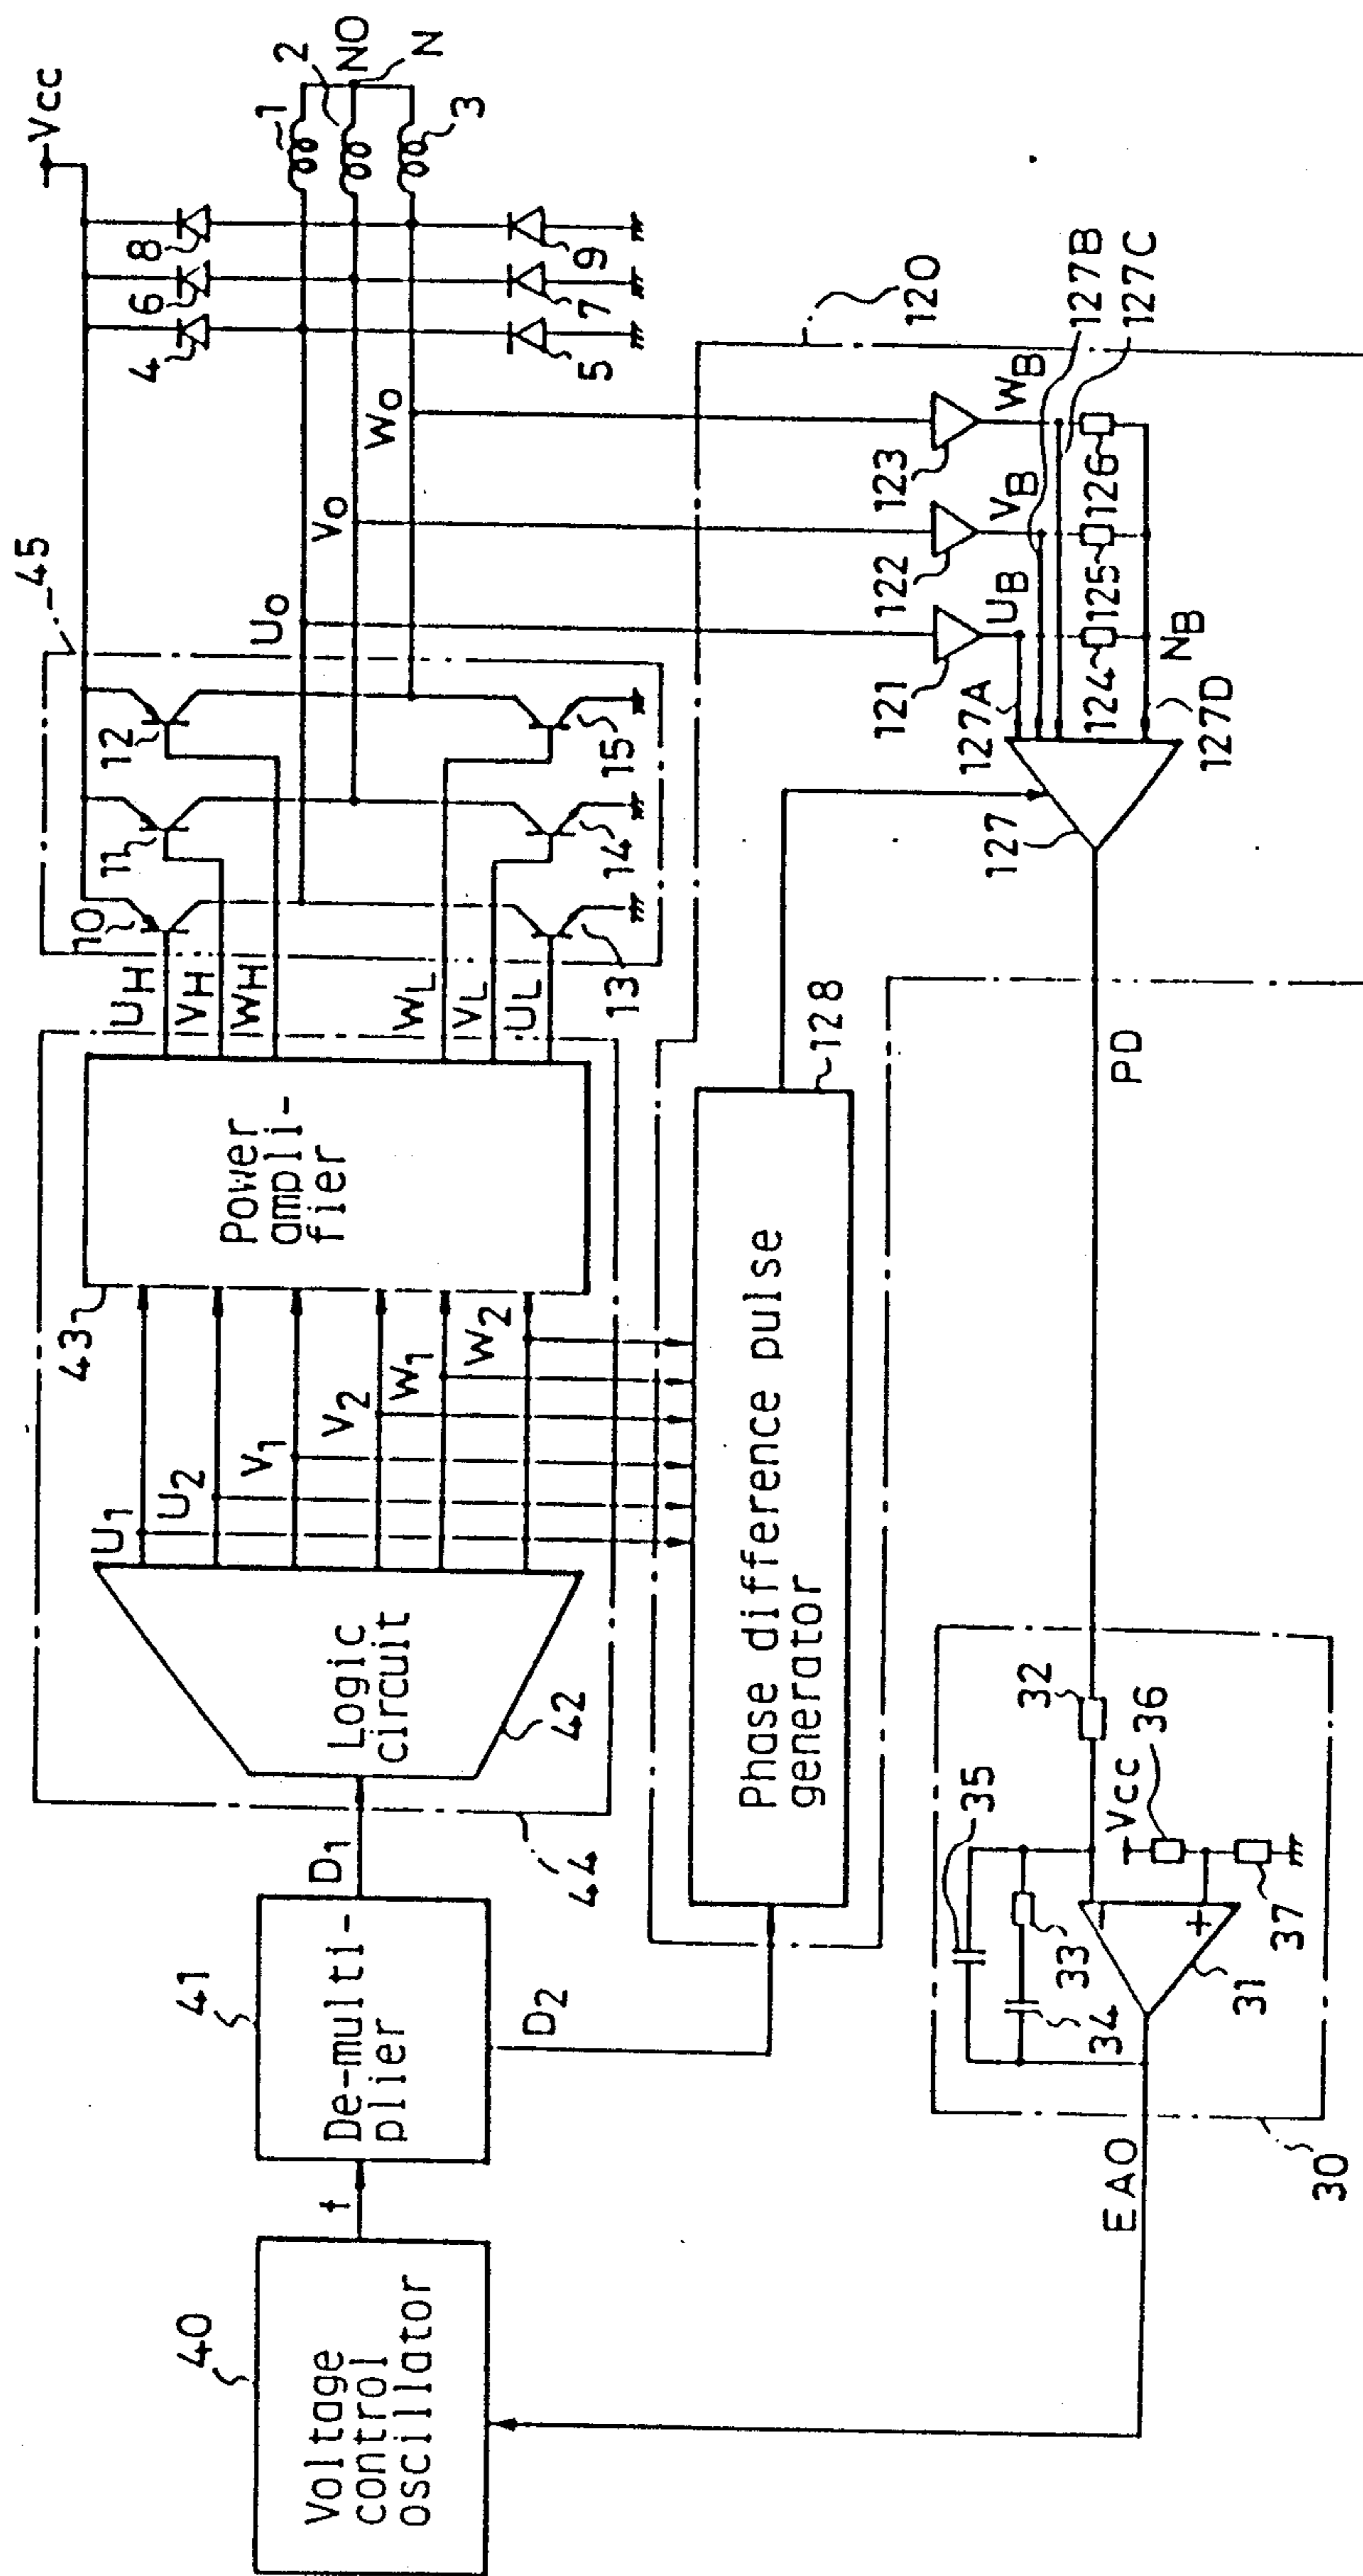 40
Voltage
control
oscillator
f
41
De-multi-
plier
D1
D2
44
Logic
circuit
42
U1
U2
V1
V2
W1
W2
43
Power
ampli-
fier
UH
VH
WH
WL
VL
UL
45
10
11
12
13
14
15
UO
VO
WO
4
6
8
5
7
9
Vcc
1
2
3
NO
N
Phase difference pulse
generator
128
120
121
122
123
UB
VB
WB
127A
127B
127C
124
125
126
NB
127D
127
PD
30
32
35
33
34
Vcc
36
37
31
-
+
EAO